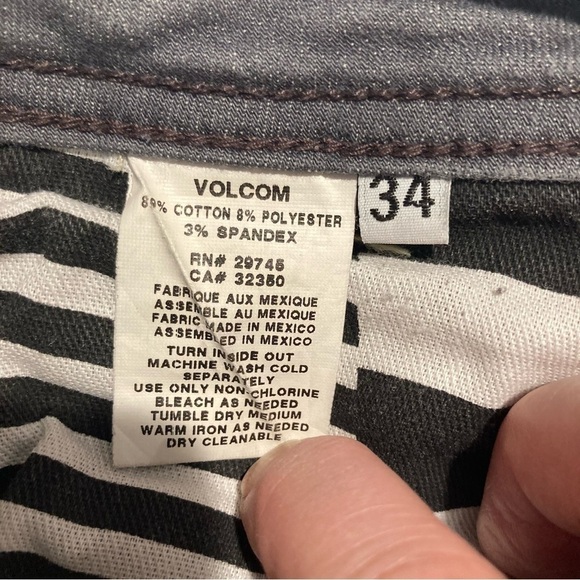 VOLCOM
34
89% COTTON 8% POLYESTER
3% SPANDEX
RN# 29745
CA# 32350
FABRIQUE AUX MEXIQUE
ASSEMBLE AU MEXIQUE
FABRIC MADE IN MEXICO
ASSEMBED IN MEXICO
TURN INSIDE OUT
MACHINE WASH COLD
SEPARATELY
USE ONLY NON-CHLORINE
BLEACH AS NEEDED
TUMBLE DRY MEDIUM
WARM IRON AS NEEDED
DRY CLEANABLE